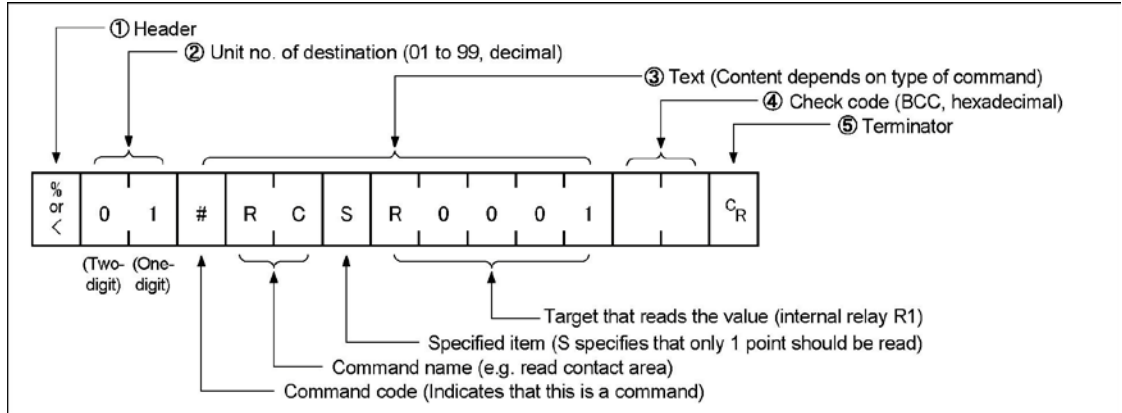 ① Header
② Unit no. of destination (01 to 99, decimal)
③ Text (Content depends on type of command)
④ Check code (BCC, hexadecimal)
⑤ Terminator
% or <
0 1 # R C S R 0 0 0 1 CR
(Two-digit) (One-digit)
Target that reads the value (internal relay R1)
Specified item (S specifies that only 1 point should be read)
Command name (e.g. read contact area)
Command code (Indicates that this is a command)